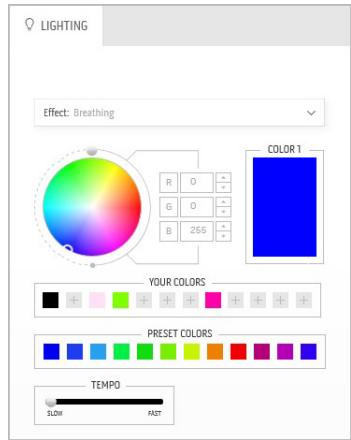 LIGHTING
Effect: Breathing
COLOR 1
R 0
G 0
B 255
YOUR COLORS
PRESET COLORS
TEMPO
SLOW FAST